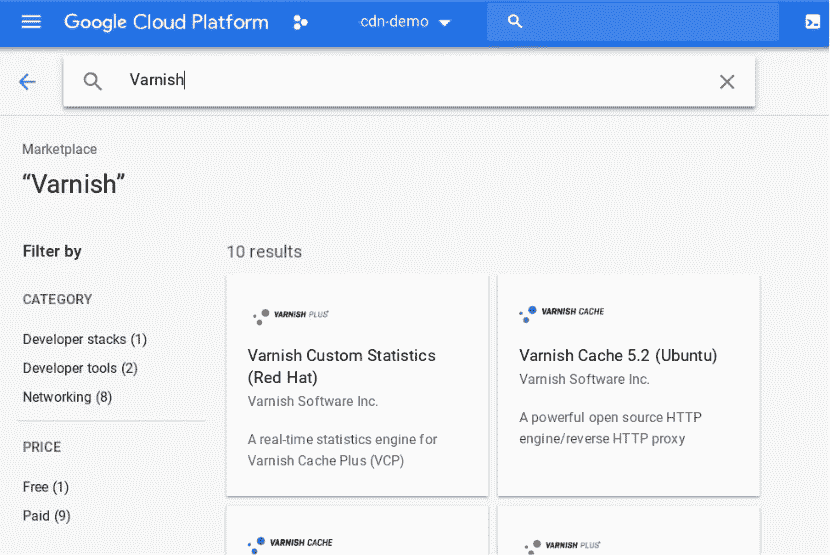 Google Cloud Platform
cdn-demo
Varnish
Marketplace
“Varnish”
Filter by
CATEGORY
Developer stacks (1)
Developer tools (2)
Networking (8)
PRICE
Free (1)
Paid (9)
10 results
VARNISH PLUS
Varnish Custom Statistics
(Red Hat)
Varnish Software Inc.
A real-time statistics engine for
Varnish Cache Plus (VCP)
VARNISH CACHE
Varnish Cache 5.2 (Ubuntu)
Varnish Software Inc.
A powerful open source HTTP
engine/reverse HTTP proxy
VARNISH CACHE
VARNISH PLUS